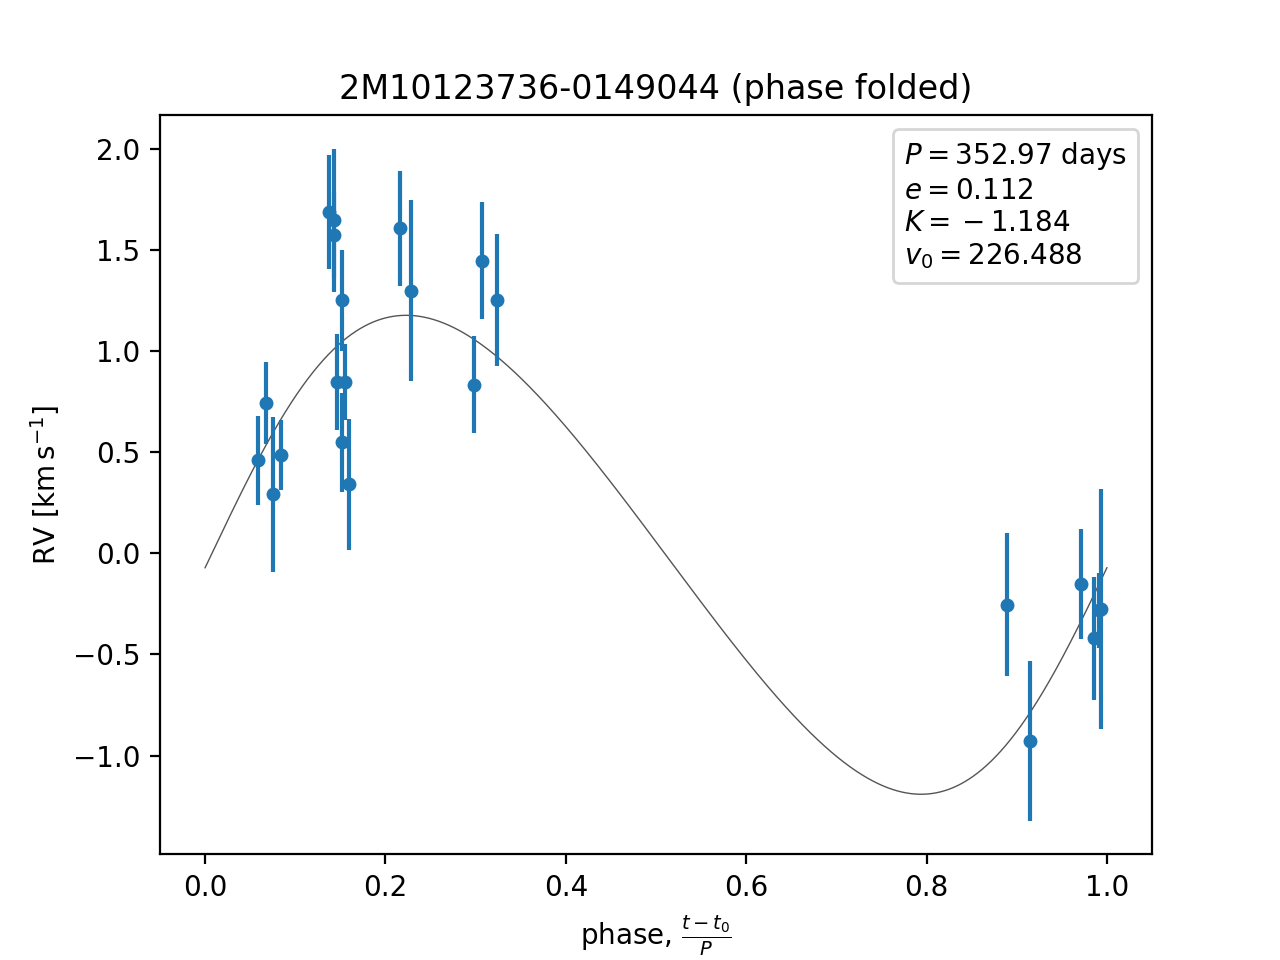 2M10123736-0149044 (phase folded)
P = 352.97 days
e = 0.112
K = −1.184
v₀ = 226.488
2.0
1.5
1.0
0.5
0.0
−0.5
−1.0
RV [km s⁻¹]
0.0 0.2 0.4 0.6 0.8 1.0
phase, (t − t₀)/P